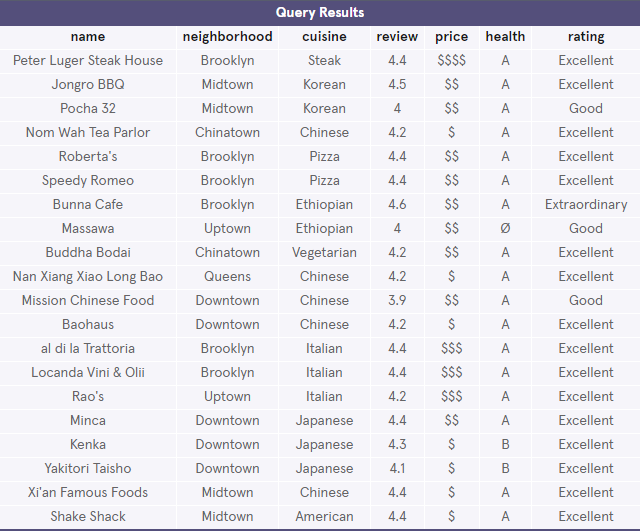 Query Results
name neighborhood cuisine review price health rating
Peter Luger Steak House Brooklyn Steak 4.4 $$$$ A Excellent
Jongro BBQ Midtown Korean 4.5 $$ A Excellent
Pocha 32 Midtown Korean 4 $$ A Good
Nom Wah Tea Parlor Chinatown Chinese 4.2 $ A Excellent
Roberta's Brooklyn Pizza 4.4 $$ A Excellent
Speedy Romeo Brooklyn Pizza 4.4 $$ A Excellent
Bunna Cafe Brooklyn Ethiopian 4.6 $$ A Extraordinary
Massawa Uptown Ethiopian 4 $$ Ø Good
Buddha Bodai Chinatown Vegetarian 4.2 $$ A Excellent
Nan Xiang Xiao Long Bao Queens Chinese 4.2 $ A Excellent
Mission Chinese Food Downtown Chinese 3.9 $$ A Good
Baohaus Downtown Chinese 4.2 $ A Excellent
al di la Trattoria Brooklyn Italian 4.4 $$$ A Excellent
Locanda Vini & Olii Brooklyn Italian 4.4 $$$ A Excellent
Rao's Uptown Italian 4.2 $$$ A Excellent
Minca Downtown Japanese 4.4 $$ A Excellent
Kenka Downtown Japanese 4.3 $ B Excellent
Yakitori Taisho Downtown Japanese 4.1 $ B Excellent
Xi'an Famous Foods Midtown Chinese 4.4 $ A Excellent
Shake Shack Midtown American 4.4 $ A Excellent